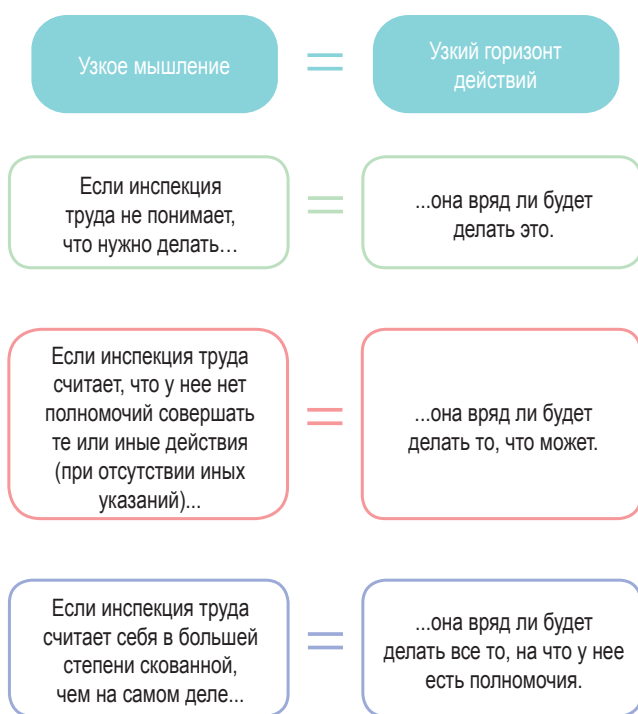 Узкое мышление
=
Узкий горизонт
действий
Если инспекция
труда не понимает,
что нужно делать…
=
...она вряд ли будет
делать это.
Если инспекция труда
считает, что у нее нет
полномочий совершать
те или иные действия
(при отсутствии иных
указаний)...
=
...она вряд ли будет
делать то, что может.
Если инспекция труда
считает себя в большей
степени скованной,
чем на самом деле...
=
...она вряд ли будет
делать все то, на что у нее
есть полномочия.